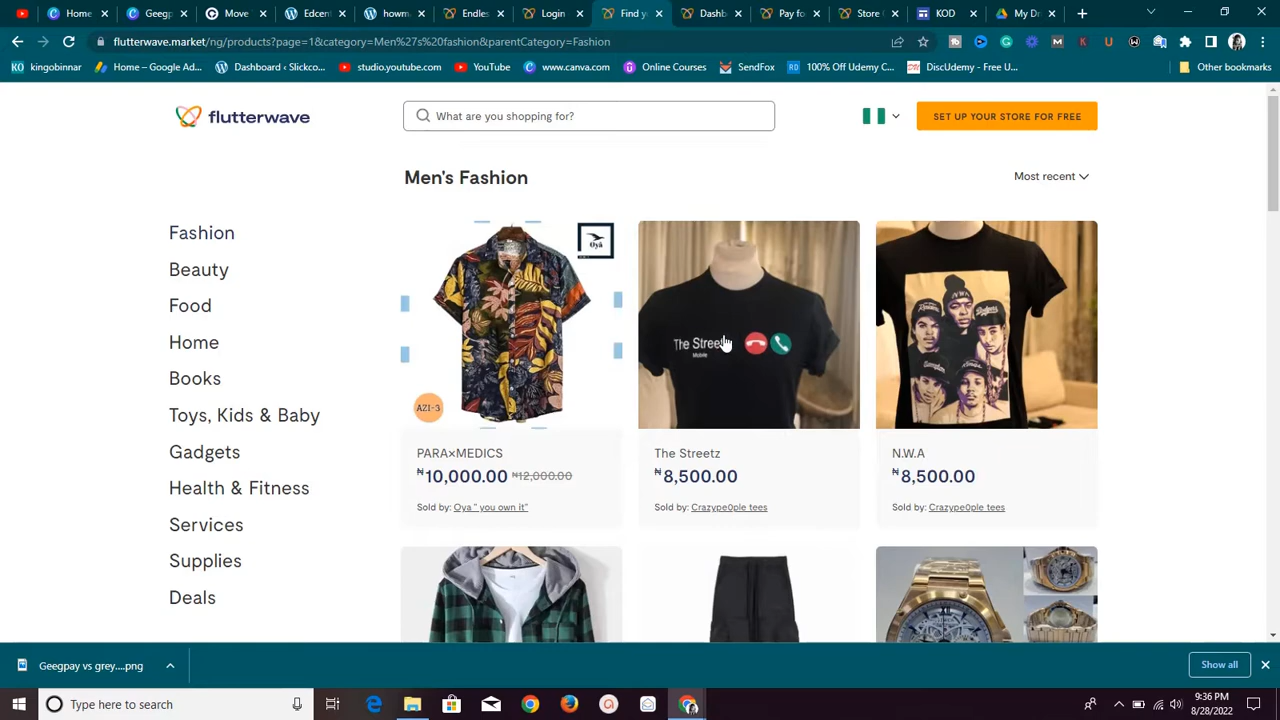 Home
Geegp
Move
Edcent
howm
Endles
Login
Find y
Dashb
Pay fo
Store
KOD
My Dr
flutterwave.market/ng/products?page=1&category=Men%27s%20fashion&parentCategory=Fashion
kingobinnar
Home – Google Ad...
Dashboard ‹ Slickco...
studio.youtube.com
YouTube
www.canva.com
Online Courses
SendFox
100% Off Udemy C...
DiscUdemy - Free U...
Other bookmarks
flutterwave
What are you shopping for?
SET UP YOUR STORE FOR FREE
Men's Fashion
Most recent
Fashion
Beauty
Food
Home
Books
Toys, Kids & Baby
Gadgets
Health & Fitness
Services
Supplies
Deals
Oya
AZI-3
The Streetz
Mobile
N.W.A
PARA×MEDICS
₦10,000.00 ₦12,000.00
Sold by: Oya " you own it"
The Streetz
₦8,500.00
Sold by: Crazype0ple tees
N.W.A
₦8,500.00
Sold by: Crazype0ple tees
Geegpay vs grey....png
Show all
Type here to search
9:36 PM
8/28/2022